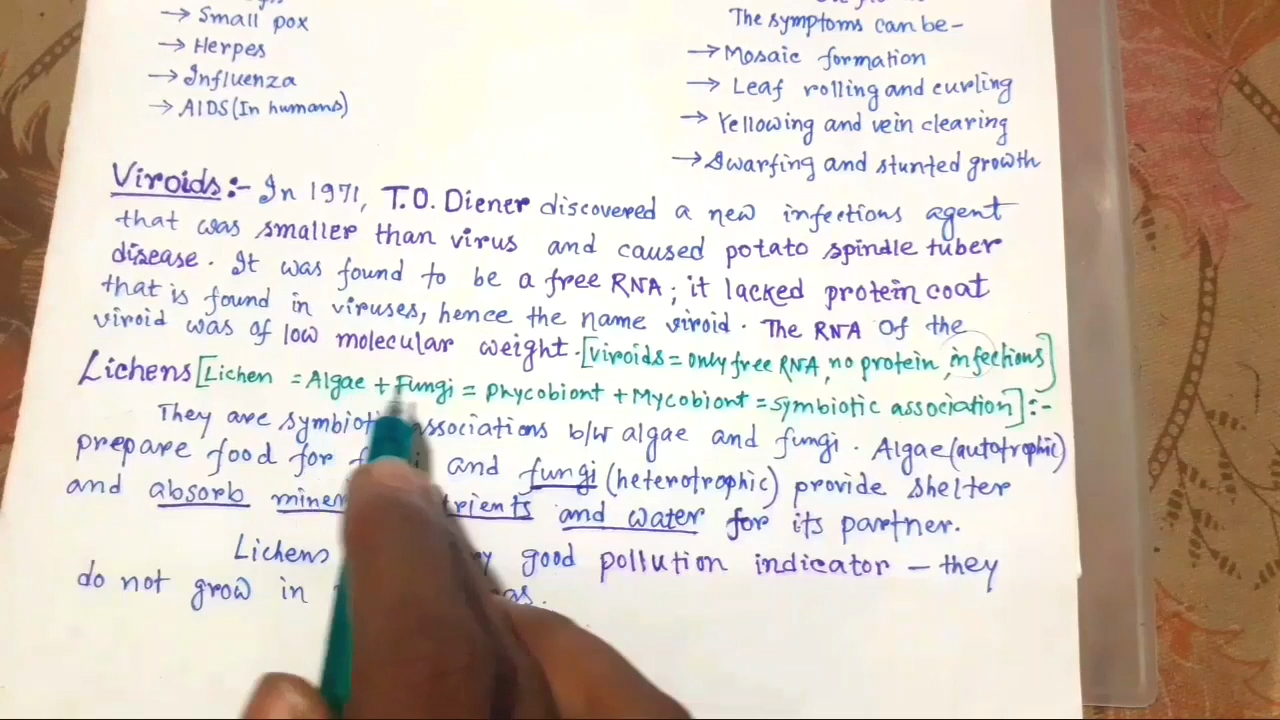 → Small pox
→ Herpes
→ Influenza
→ AIDS (In humans)
The symptoms can be–
→ Mosaic formation
→ Leaf rolling and curling
→ Yellowing and vein clearing
→ Dwarfing and stunted growth
Viroids :- In 1971, T.O. Diener discovered a new infections agent
that was smaller than virus and caused potato spindle tuber
disease. It was found to be a free RNA; it lacked protein coat
that is found in viruses, hence the name viroid. The RNA of the
viroid was of low molecular weight. [Viroids = only free RNA, no protein, infections]
Lichens [Lichen = Algae + Fungi = Phycobiont + Mycobiont = Symbiotic association] :-
They are symbiotic associations b/w algae and fungi. Algae (autotrophic)
prepare food for and fungi (heterotrophic) provide shelter
and absorb and water for its partner.
Lichens good pollution indicator – they
do not grow in